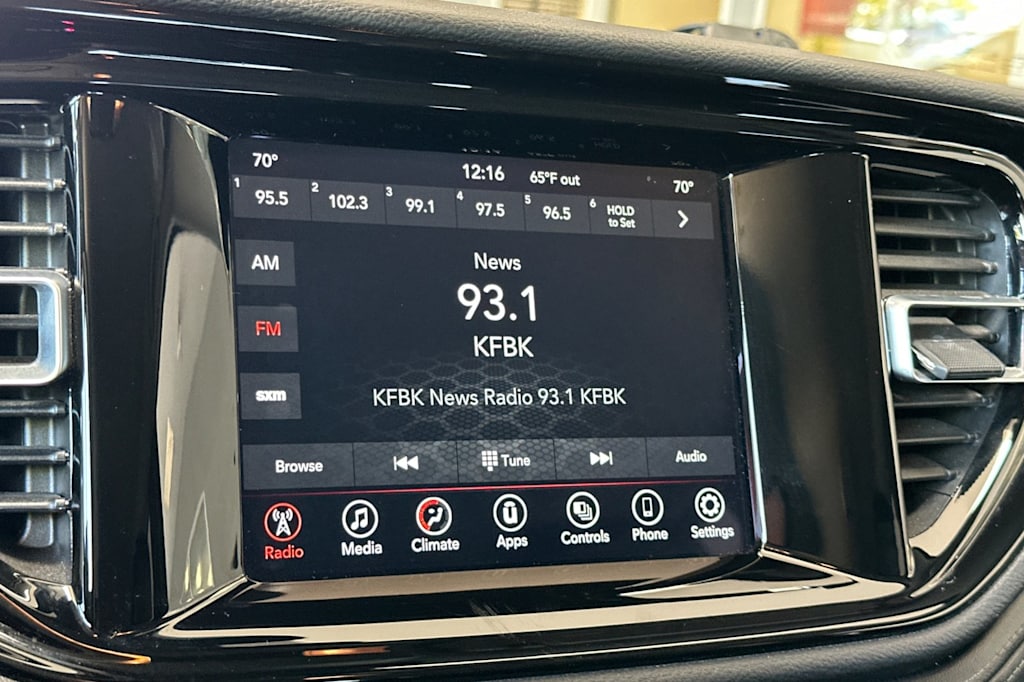 70° 12:16 65°F out 70°
1 95.5 2 102.3 3 99.1 4 97.5 5 96.5 6 HOLD
to Set
AM
News
93.1
FM
KFBK
sxm
KFBK News Radio 93.1 KFBK
Browse Tune Audio
Radio Media Climate Apps Controls Phone Settings